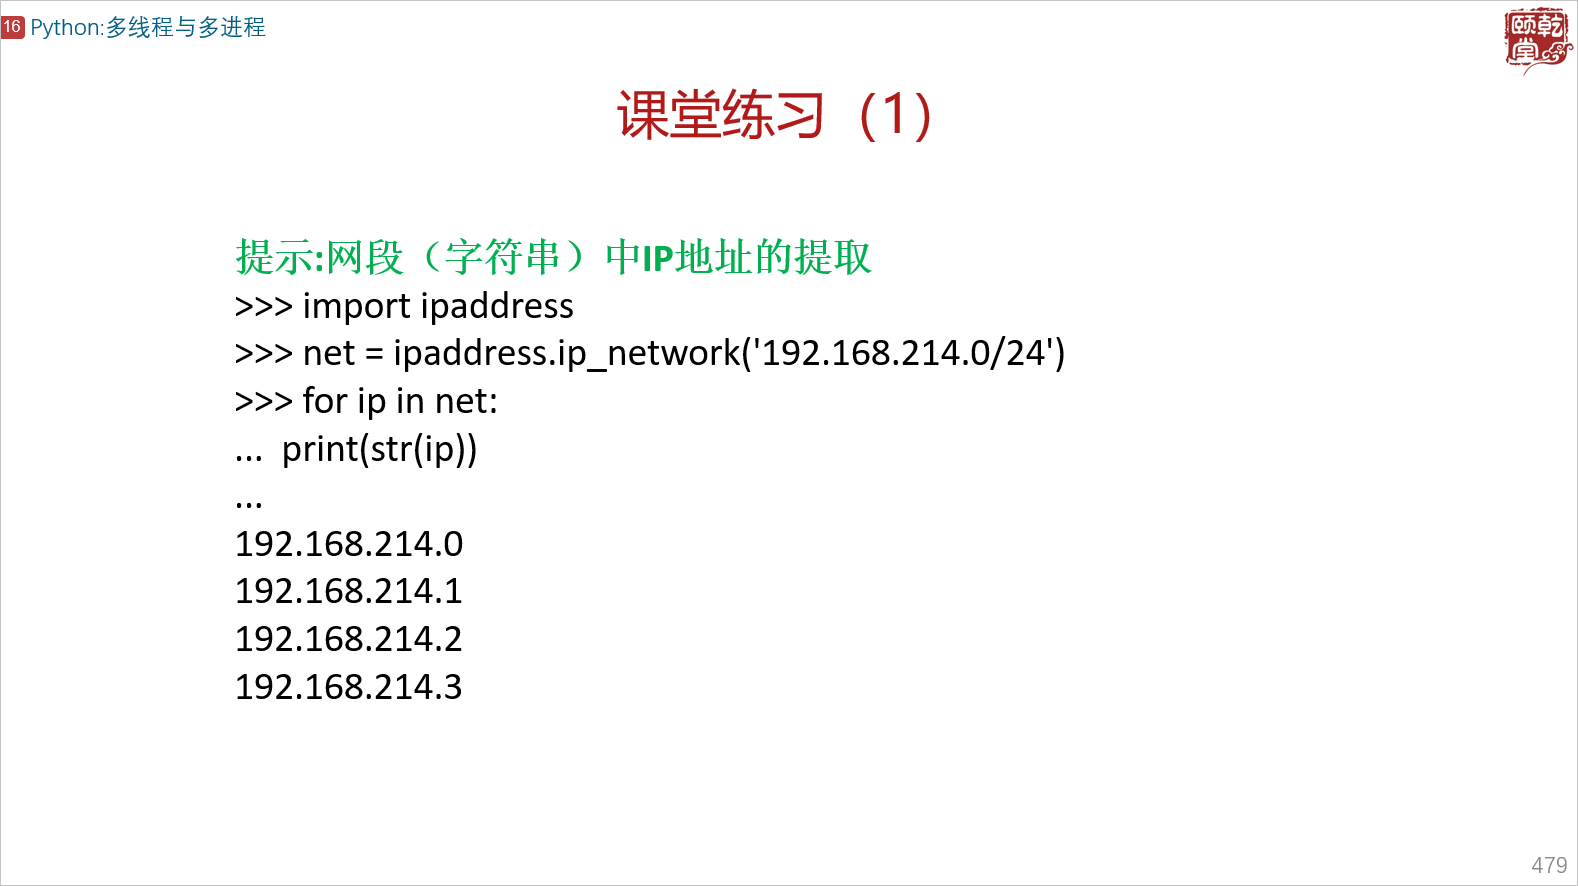 16 Python:多线程与多进程
颐乾堂
课堂练习（1）
提示:网段（字符串）中IP地址的提取
>>> import ipaddress
>>> net = ipaddress.ip_network('192.168.214.0/24')
>>> for ip in net:
...  print(str(ip))
...
192.168.214.0
192.168.214.1
192.168.214.2
192.168.214.3
479